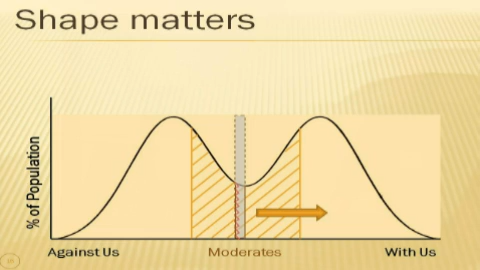 Shape matters
% of Population
Against Us
Moderates
With Us